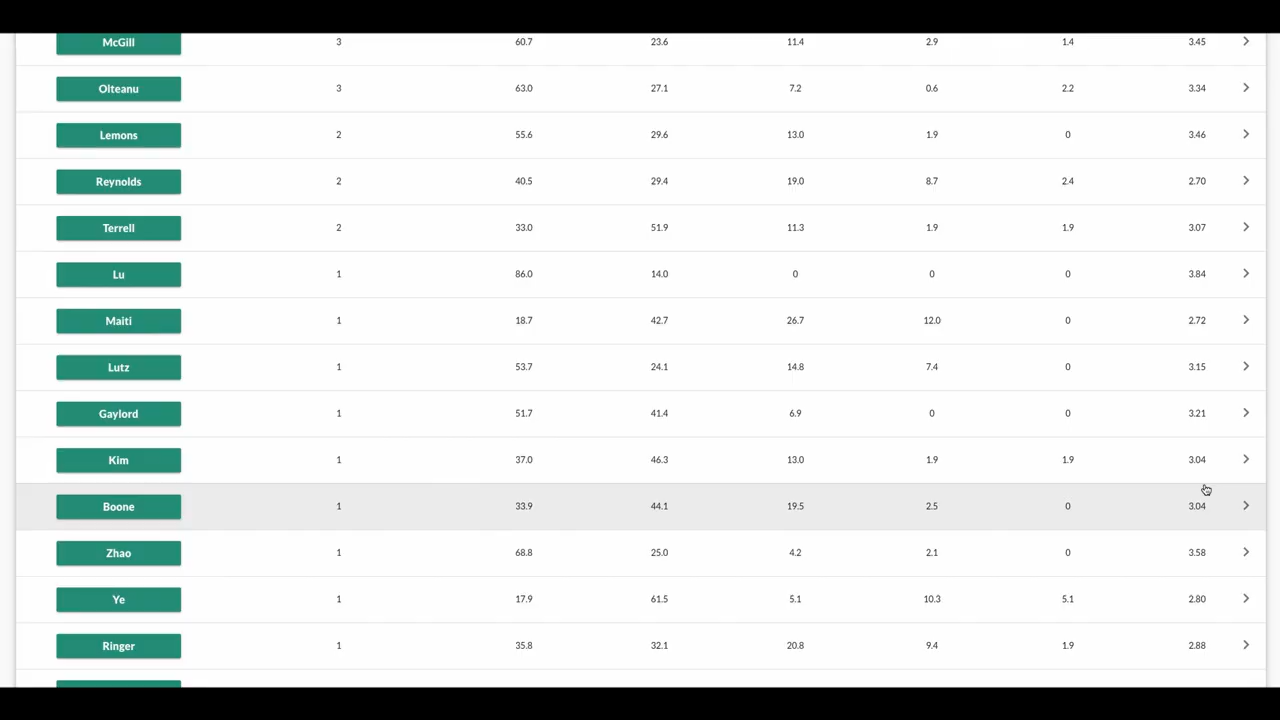 McGill 3 60.7 23.6 11.4 2.9 1.4 3.45
Olteanu 3 63.0 27.1 7.2 0.6 2.2 3.34
Lemons 2 55.6 29.6 13.0 1.9 0 3.46
Reynolds 2 40.5 29.4 19.0 8.7 2.4 2.70
Terrell 2 33.0 51.9 11.3 1.9 1.9 3.07
Lu 1 86.0 14.0 0 0 0 3.84
Maiti 1 18.7 42.7 26.7 12.0 0 2.72
Lutz 1 53.7 24.1 14.8 7.4 0 3.15
Gaylord 1 51.7 41.4 6.9 0 0 3.21
Kim 1 37.0 46.3 13.0 1.9 1.9 3.04
Boone 1 33.9 44.1 19.5 2.5 0 3.04
Zhao 1 68.8 25.0 4.2 2.1 0 3.58
Ye 1 17.9 61.5 5.1 10.3 5.1 2.80
Ringer 1 35.8 32.1 20.8 9.4 1.9 2.88